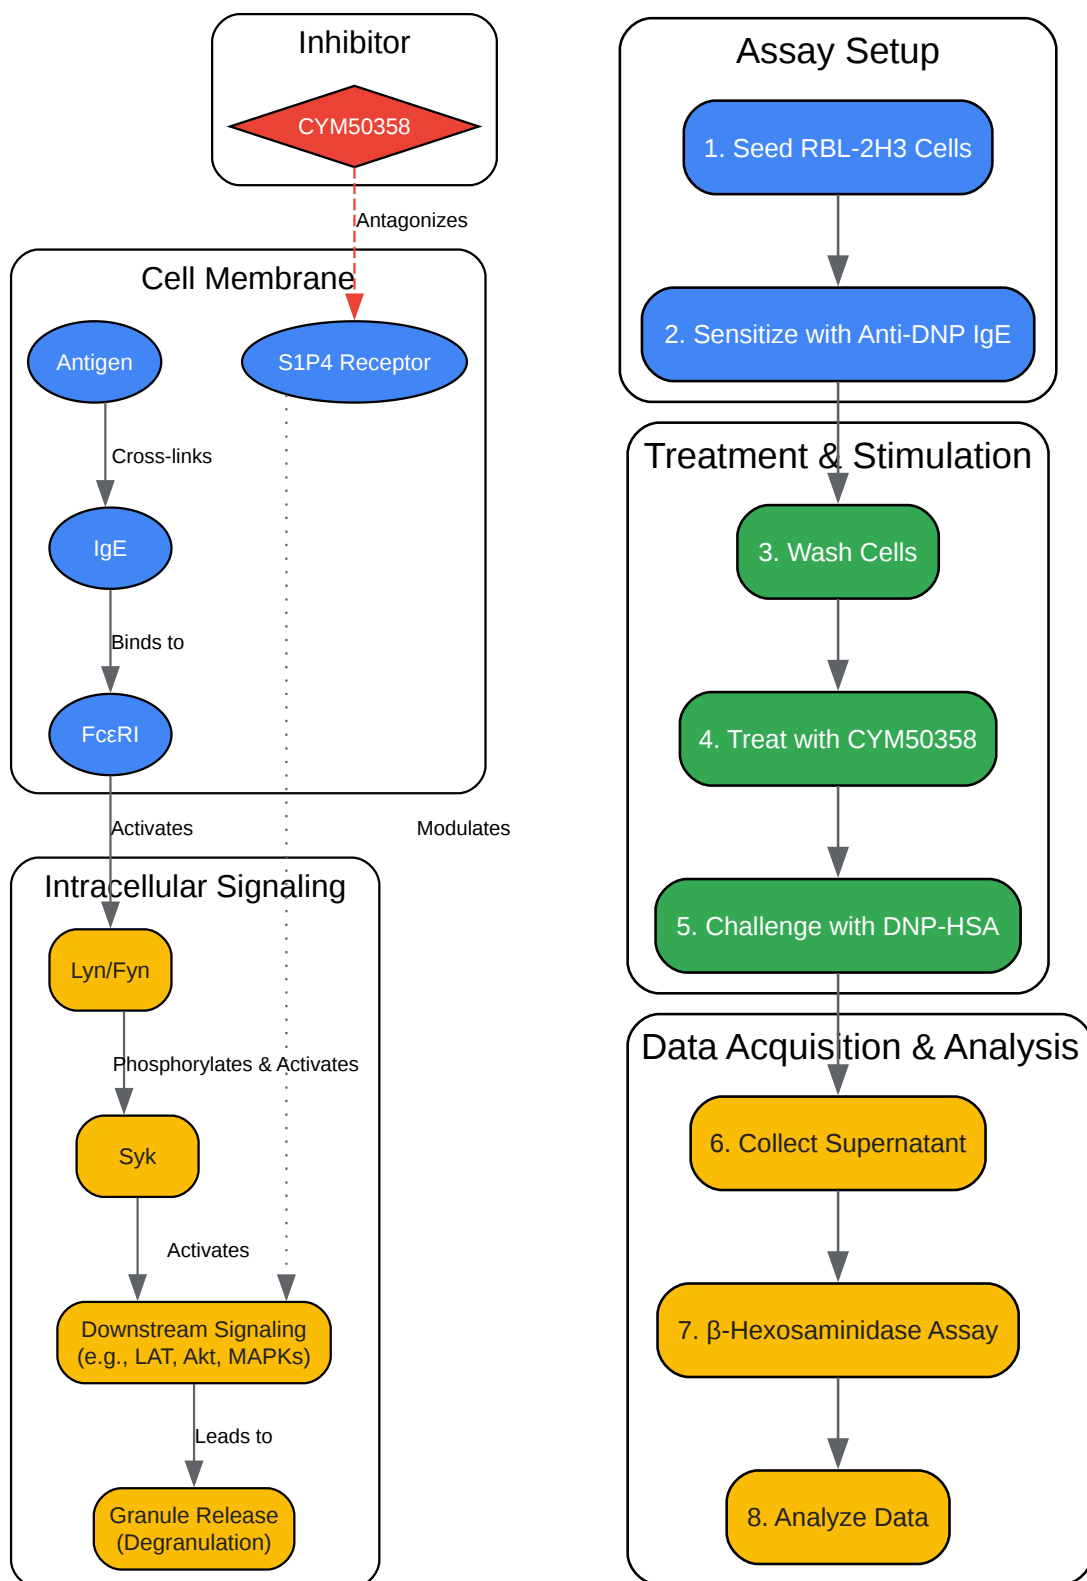 Inhibitor
CYM50358
Antagonizes
Cell Membrane
Antigen
S1P4 Receptor
Cross-links
IgE
Binds to
FcεRI
Activates
Modulates
Intracellular Signaling
Lyn/Fyn
Phosphorylates & Activates
Syk
Activates
Downstream Signaling
(e.g., LAT, Akt, MAPKs)
Leads to
Granule Release
(Degranulation)
Assay Setup
1. Seed RBL-2H3 Cells
2. Sensitize with Anti-DNP IgE
Treatment & Stimulation
3. Wash Cells
4. Treat with CYM50358
5. Challenge with DNP-HSA
Data Acquisition & Analysis
6. Collect Supernatant
7. β-Hexosaminidase Assay
8. Analyze Data